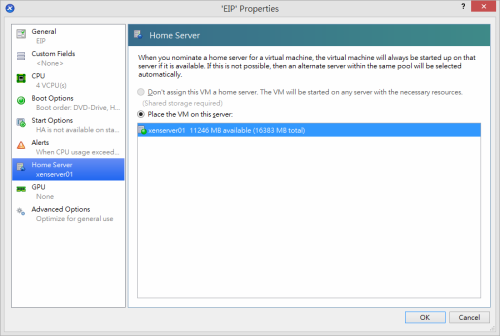 'EIP' Properties
General
EIP
Custom Fields
<None>
CPU
4 VCPU(s)
Boot Options
Boot order: DVD-Drive, H...
Start Options
HA is not available on sta...
Alerts
When CPU usage exceed...
Home Server
xenserver01
GPU
None
Advanced Options
Optimize for general use
Home Server
When you nominate a home server for a virtual machine, the virtual machine will always be started up on that
server if it is available. If this is not possible, then an alternate server within the same pool will be selected
automatically.
Don't assign this VM a home server. The VM will be started on any server with the necessary resources.
(Shared storage required)
Place the VM on this server:
xenserver01 11246 MB available (16383 MB total)
OK
Cancel